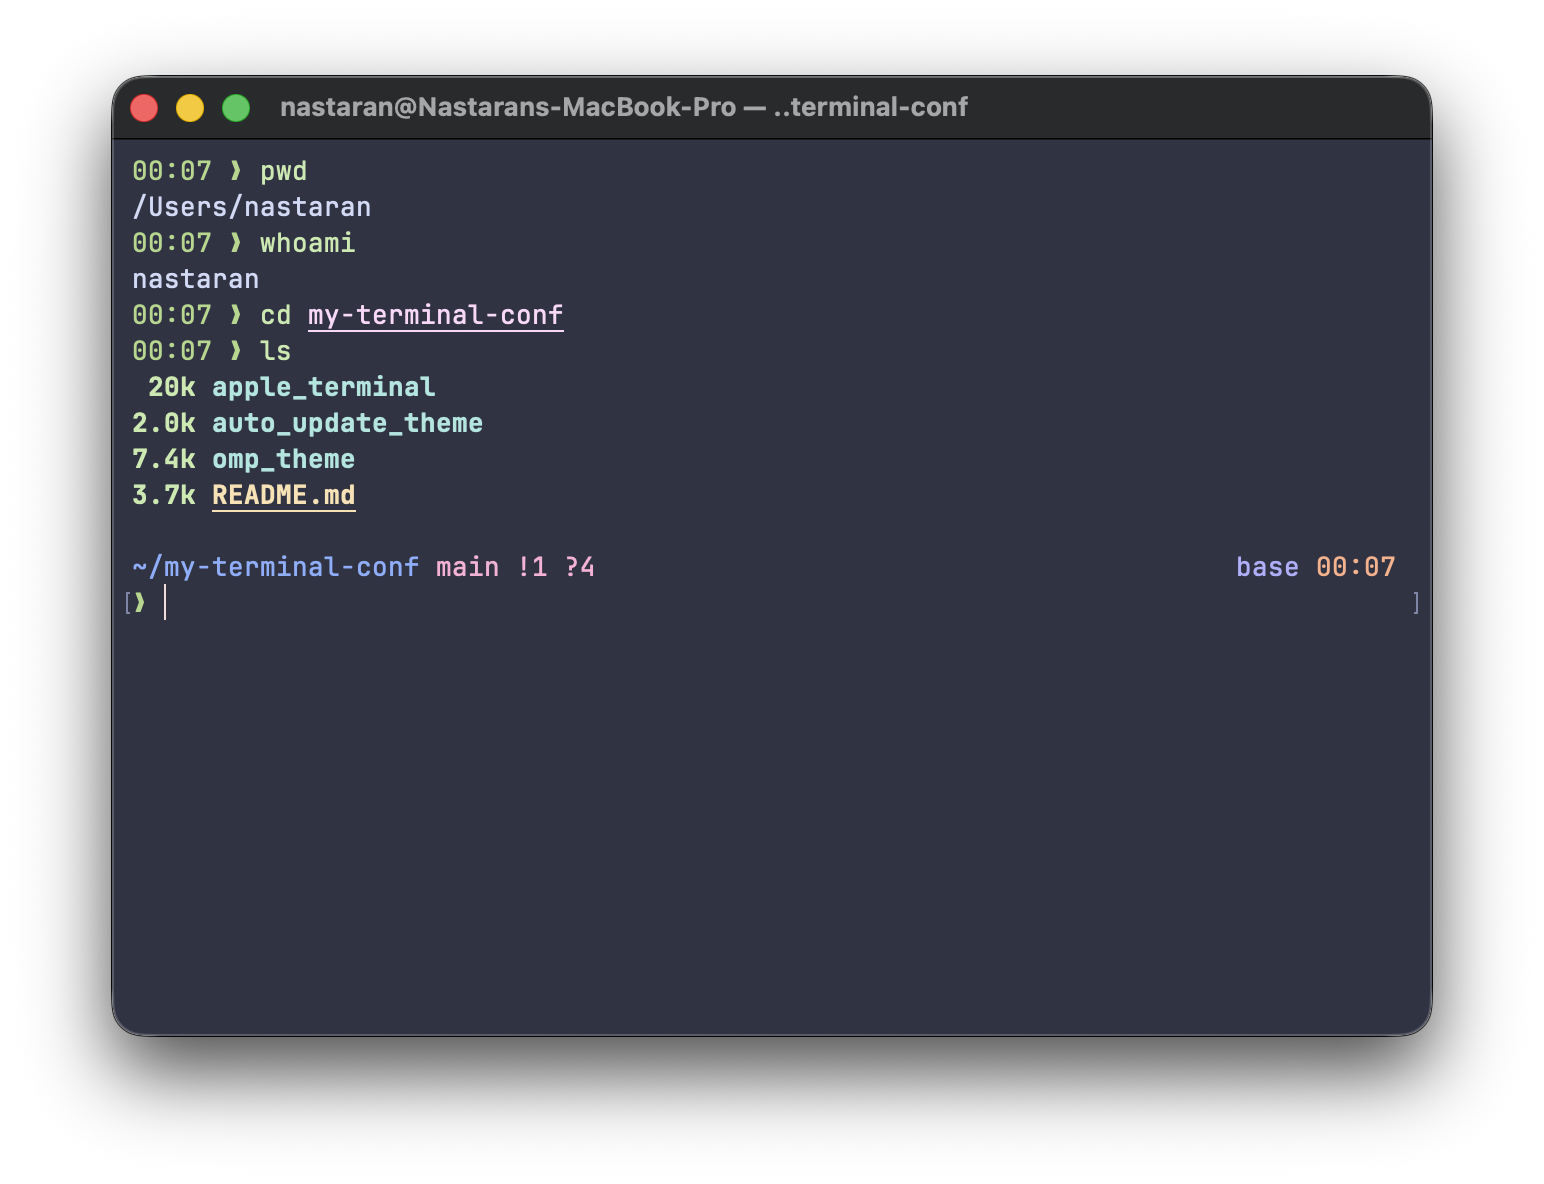 nastaran@Nastarans-MacBook-Pro — ..terminal-conf
00:07 ❱ pwd
/Users/nastaran
00:07 ❱ whoami
nastaran
00:07 ❱ cd my-terminal-conf
00:07 ❱ ls
 20k apple_terminal
2.0k auto_update_theme
7.4k omp_theme
3.7k README.md
~/my-terminal-conf main !1 ?4 base 00:07
[❱ ]